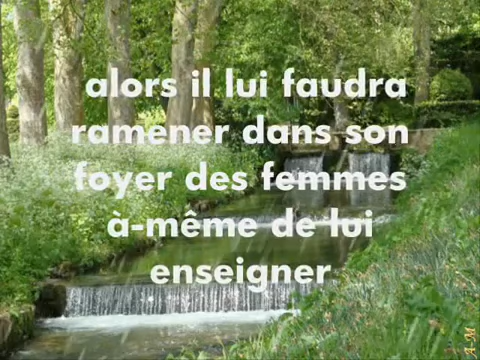 alors il lui faudra
ramener dans son
foyer des femmes
à-même de lui
enseigner
A-M